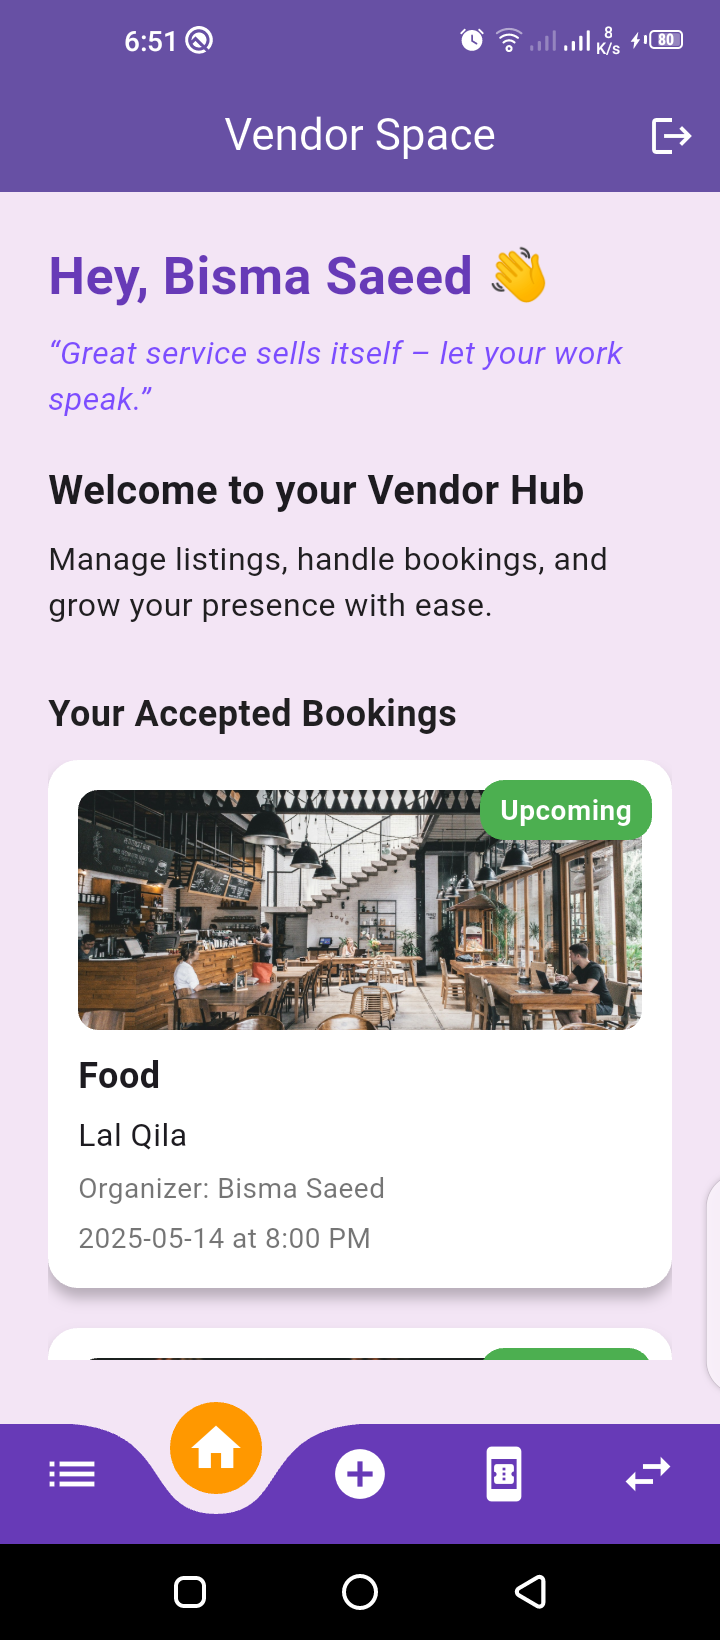 6:51
8
K/s
80
Vendor Space
Hey, Bisma Saeed 👋
“Great service sells itself – let your work
speak.”
Welcome to your Vendor Hub
Manage listings, handle bookings, and
grow your presence with ease.
Your Accepted Bookings
Upcoming
Food
Lal Qila
Organizer: Bisma Saeed
2025-05-14 at 8:00 PM